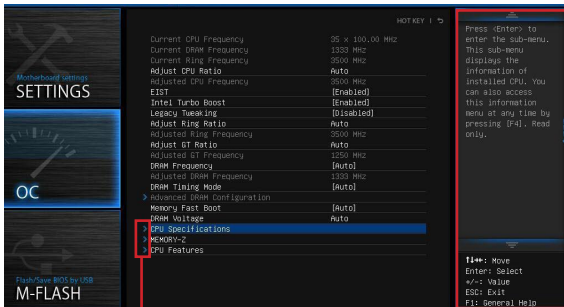 HOT KEY | ↰
Motherboard settings
SETTINGS
OC
Flash/Save BIOS by USB
M-FLASH
Current CPU Frequency 35 x 100.00 MHz
Current DRAM Frequency 1333 MHz
Current Ring Frequency 3500 MHz
Adjust CPU Ratio Auto
Adjusted CPU Frequency 3500 MHz
EIST [Enabled]
Intel Turbo Boost [Enabled]
Legacy Tweaking [Disabled]
Adjust Ring Ratio Auto
Adjusted Ring Frequency 3500 MHz
Adjust GT Ratio Auto
Adjusted GT Frequency 1250 MHz
DRAM Frequency [Auto]
Adjusted DRAM Frequency 1333 MHz
DRAM Timing Mode [Auto]
> Advanced DRAM Configuration
Memory Fast Boot [Auto]
DRAM Voltage Auto
> CPU Specifications
> MEMORY-Z
> CPU Features
Press <Enter> to
enter the sub-menu.
This sub-menu
displays the
information of
installed CPU. You
can also access
this information
menu at any time by
pressing [F4]. Read
only.
↑↓→←: Move
Enter: Select
+/-: Value
ESC: Exit
F1: General Help